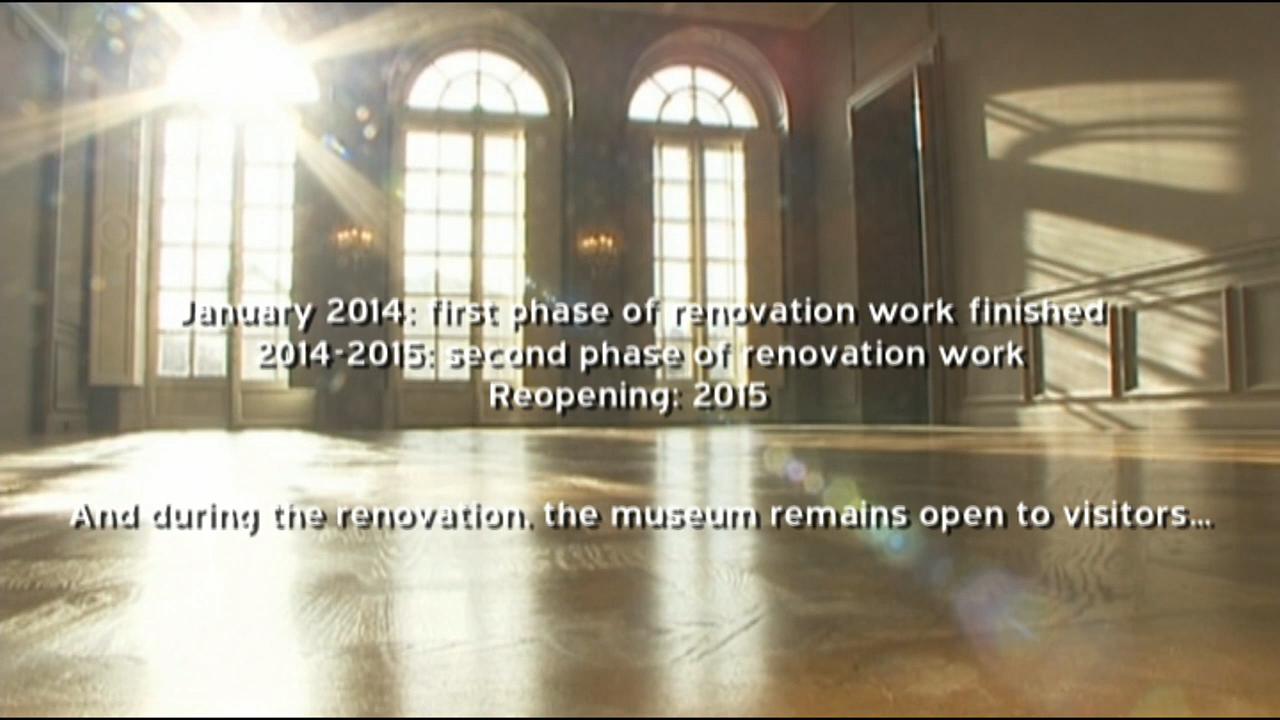 January 2014: first phase of renovation work finished
2014-2015: second phase of renovation work
Reopening: 2015
And during the renovation, the museum remains open to visitors...